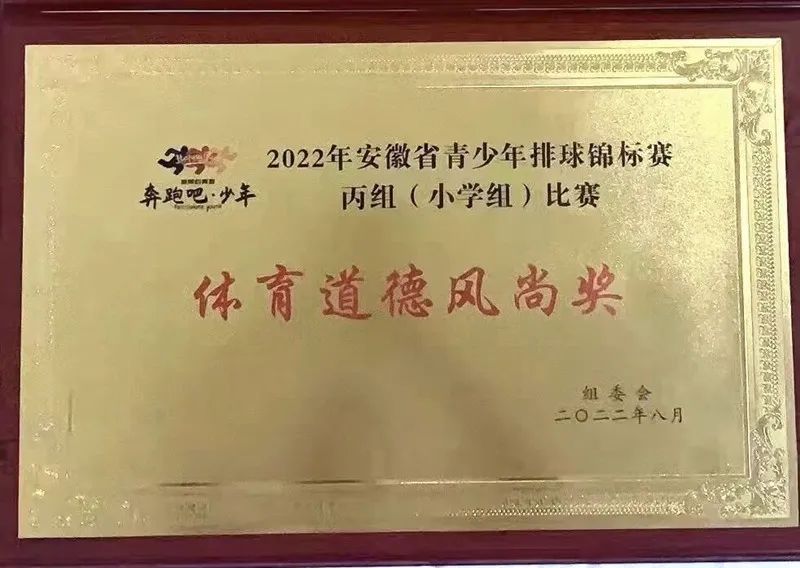 2022年安徽省青少年排球锦标赛
丙组（小学组）比赛
奔跑吧·少年
体育道德风尚奖
组委会
二〇二二年八月